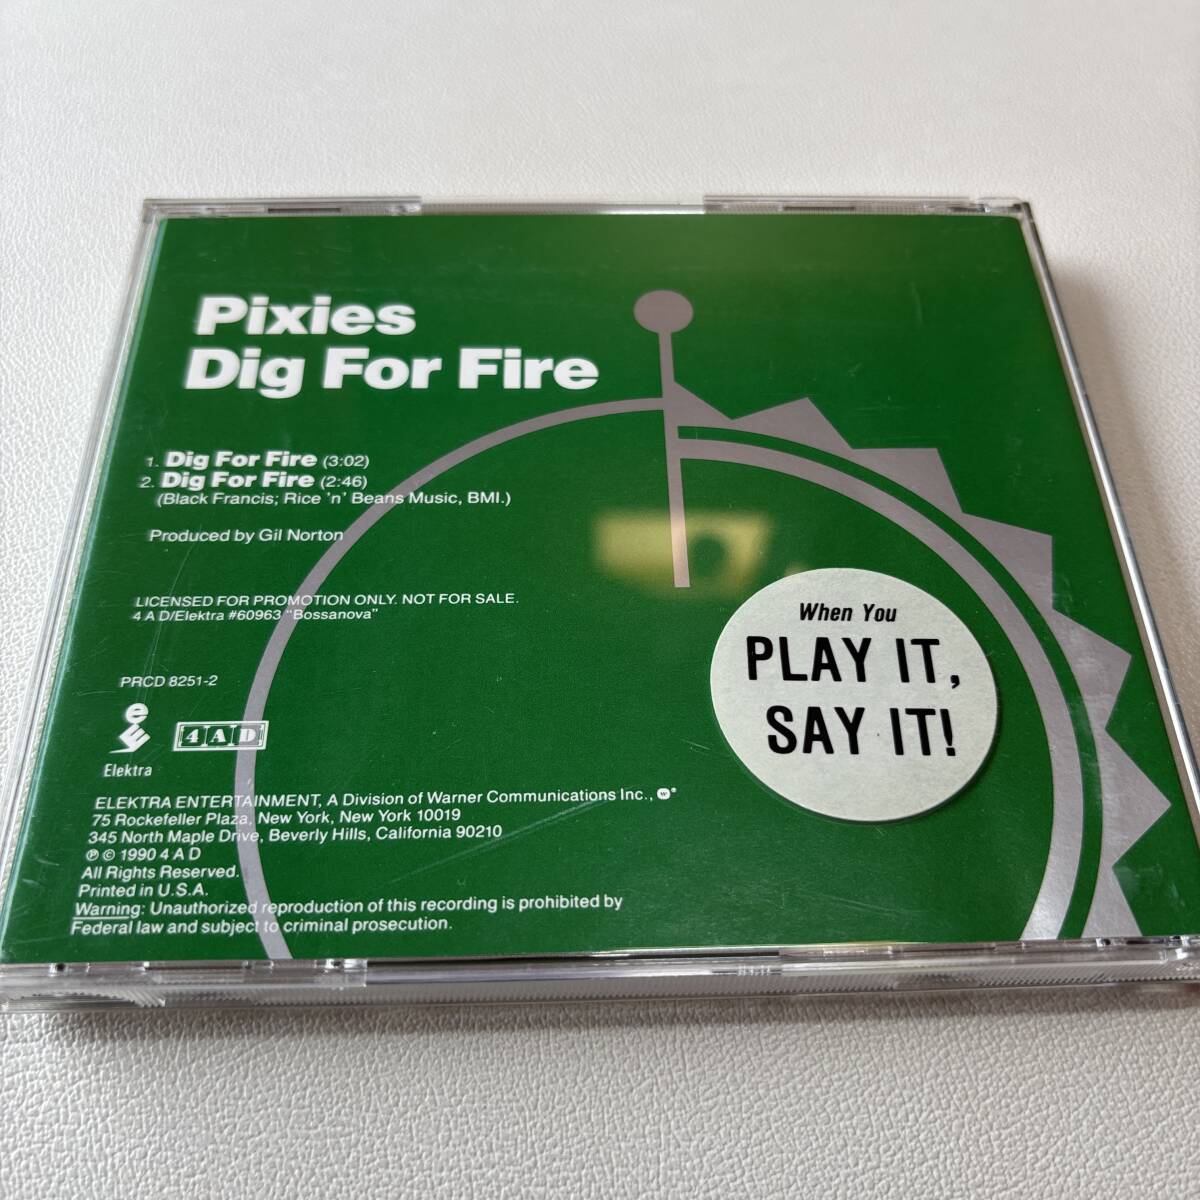 Pixies
Dig For Fire
1. Dig For Fire (3:02)
2. Dig For Fire (2:46)
(Black Francis; Rice 'n' Beans Music, BMI.)
Produced by Gil Norton
LICENSED FOR PROMOTION ONLY. NOT FOR SALE.
4 A D/Elektra #60963 "Bossanova"
When You
PLAY IT,
SAY IT!
PRCD 8251-2
e
4AD
Elektra
ELEKTRA ENTERTAINMENT, A Division of Warner Communications Inc.,
75 Rockefeller Plaza, New York, New York 10019
345 North Maple Drive, Beverly Hills, California 90210
℗ © 1990 4 A D
All Rights Reserved.
Printed in U.S.A.
Warning: Unauthorized reproduction of this recording is prohibited by
Federal law and subject to criminal prosecution.